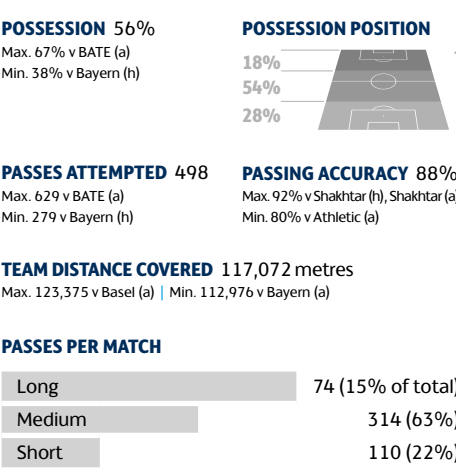 POSSESSION 56%
Max. 67% v BATE (a)
Min. 38% v Bayern (h)
POSSESSION POSITION
18%
54%
28%
PASSES ATTEMPTED 498
Max. 629 v BATE (a)
Min. 279 v Bayern (h)
PASSING ACCURACY 88%
Max. 92% v Shakhtar (h), Shakhtar (a)
Min. 80% v Athletic (a)
TEAM DISTANCE COVERED 117,072 metres
Max. 123,375 v Basel (a) | Min. 112,976 v Bayern (a)
PASSES PER MATCH
Long 74 (15% of total)
Medium 314 (63%)
Short 110 (22%)